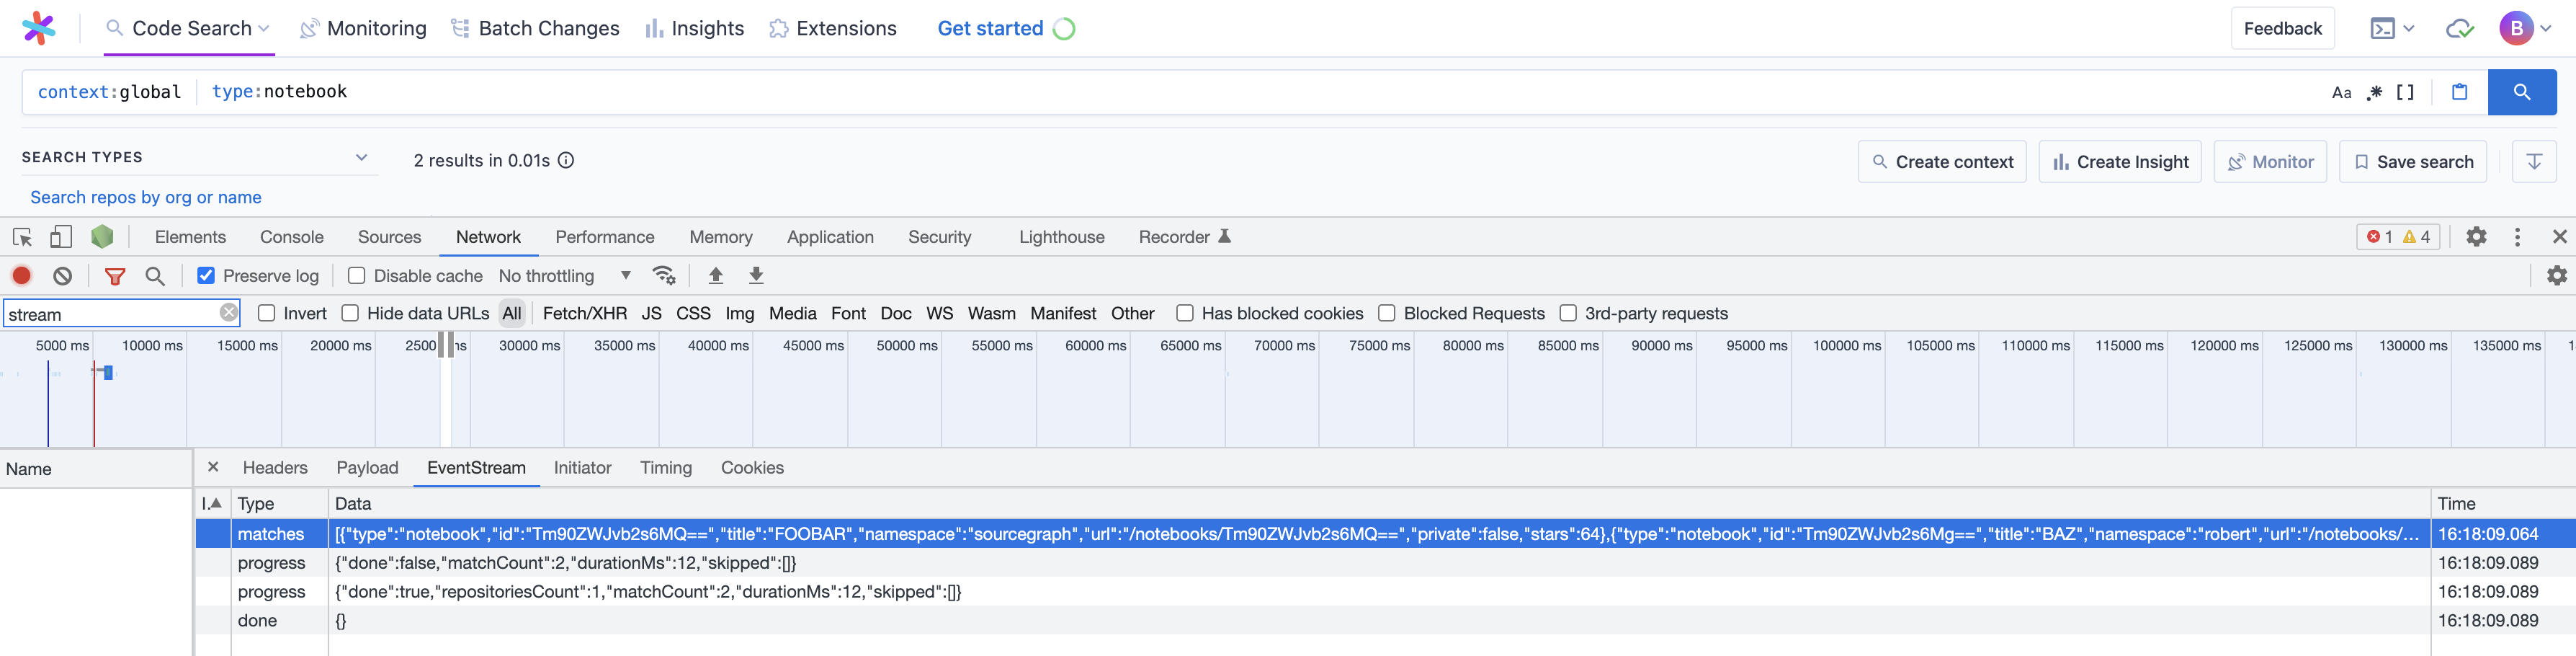 Code Search Monitoring Batch Changes Insights Extensions Get started Feedback B
context:global type:notebook Aa .* [ ]
SEARCH TYPES 2 results in 0.01s Create context Create Insight Monitor Save search
Search repos by org or name
Elements Console Sources Network Performance Memory Application Security Lighthouse Recorder 1 4
Preserve log Disable cache No throttling
stream Invert Hide data URLs All Fetch/XHR JS CSS Img Media Font Doc WS Wasm Manifest Other Has blocked cookies Blocked Requests 3rd-party requests
5000 ms 10000 ms 15000 ms 20000 ms 2500 ms 30000 ms 35000 ms 40000 ms 45000 ms 50000 ms 55000 ms 60000 ms 65000 ms 70000 ms 75000 ms 80000 ms 85000 ms 90000 ms 95000 ms 100000 ms 105000 ms 110000 ms 115000 ms 120000 ms 125000 ms 130000 ms 135000 ms 1
Name Headers Payload EventStream Initiator Timing Cookies
I. Type Data Time
matches [{"type":"notebook","id":"Tm90ZWJvb2s6MQ==","title":"FOOBAR","namespace":"sourcegraph","url":"/notebooks/Tm90ZWJvb2s6MQ==","private":false,"stars":64},{"type":"notebook","id":"Tm90ZWJvb2s6Mg==","title":"BAZ","namespace":"robert","url":"/notebooks/... 16:18:09.064
progress {"done":false,"matchCount":2,"durationMs":12,"skipped":[]} 16:18:09.089
progress {"done":true,"repositoriesCount":1,"matchCount":2,"durationMs":12,"skipped":[]} 16:18:09.089
done {} 16:18:09.089